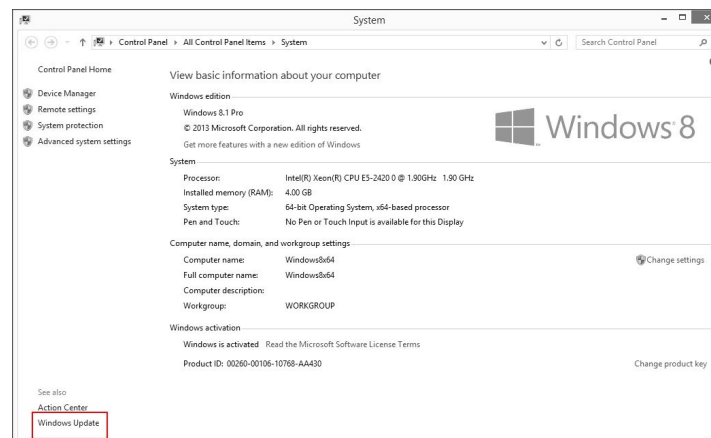 System
Control Panel ▸ All Control Panel Items ▸ System
Search Control Panel
Control Panel Home
Device Manager
Remote settings
System protection
Advanced system settings
View basic information about your computer
Windows edition
Windows 8.1 Pro
© 2013 Microsoft Corporation. All rights reserved.
Get more features with a new edition of Windows
Windows 8
System
Processor: Intel(R) Xeon(R) CPU E5-2420 0 @ 1.90GHz 1.90 GHz
Installed memory (RAM): 4.00 GB
System type: 64-bit Operating System, x64-based processor
Pen and Touch: No Pen or Touch Input is available for this Display
Computer name, domain, and workgroup settings
Computer name: Windows8x64
Change settings
Full computer name: Windows8x64
Computer description:
Workgroup: WORKGROUP
Windows activation
Windows is activated Read the Microsoft Software License Terms
Product ID: 00260-00106-10768-AA430
Change product key
See also
Action Center
Windows Update